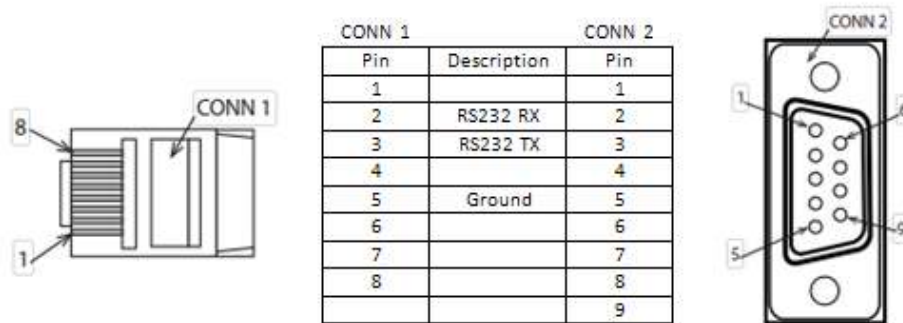 CONN 1
8
1
CONN 1 CONN 2
Pin Description Pin
1 1
2 RS232 RX 2
3 RS232 TX 3
4 4
5 Ground 5
6 6
7 7
8 8
9
CONN 2
1
5
9